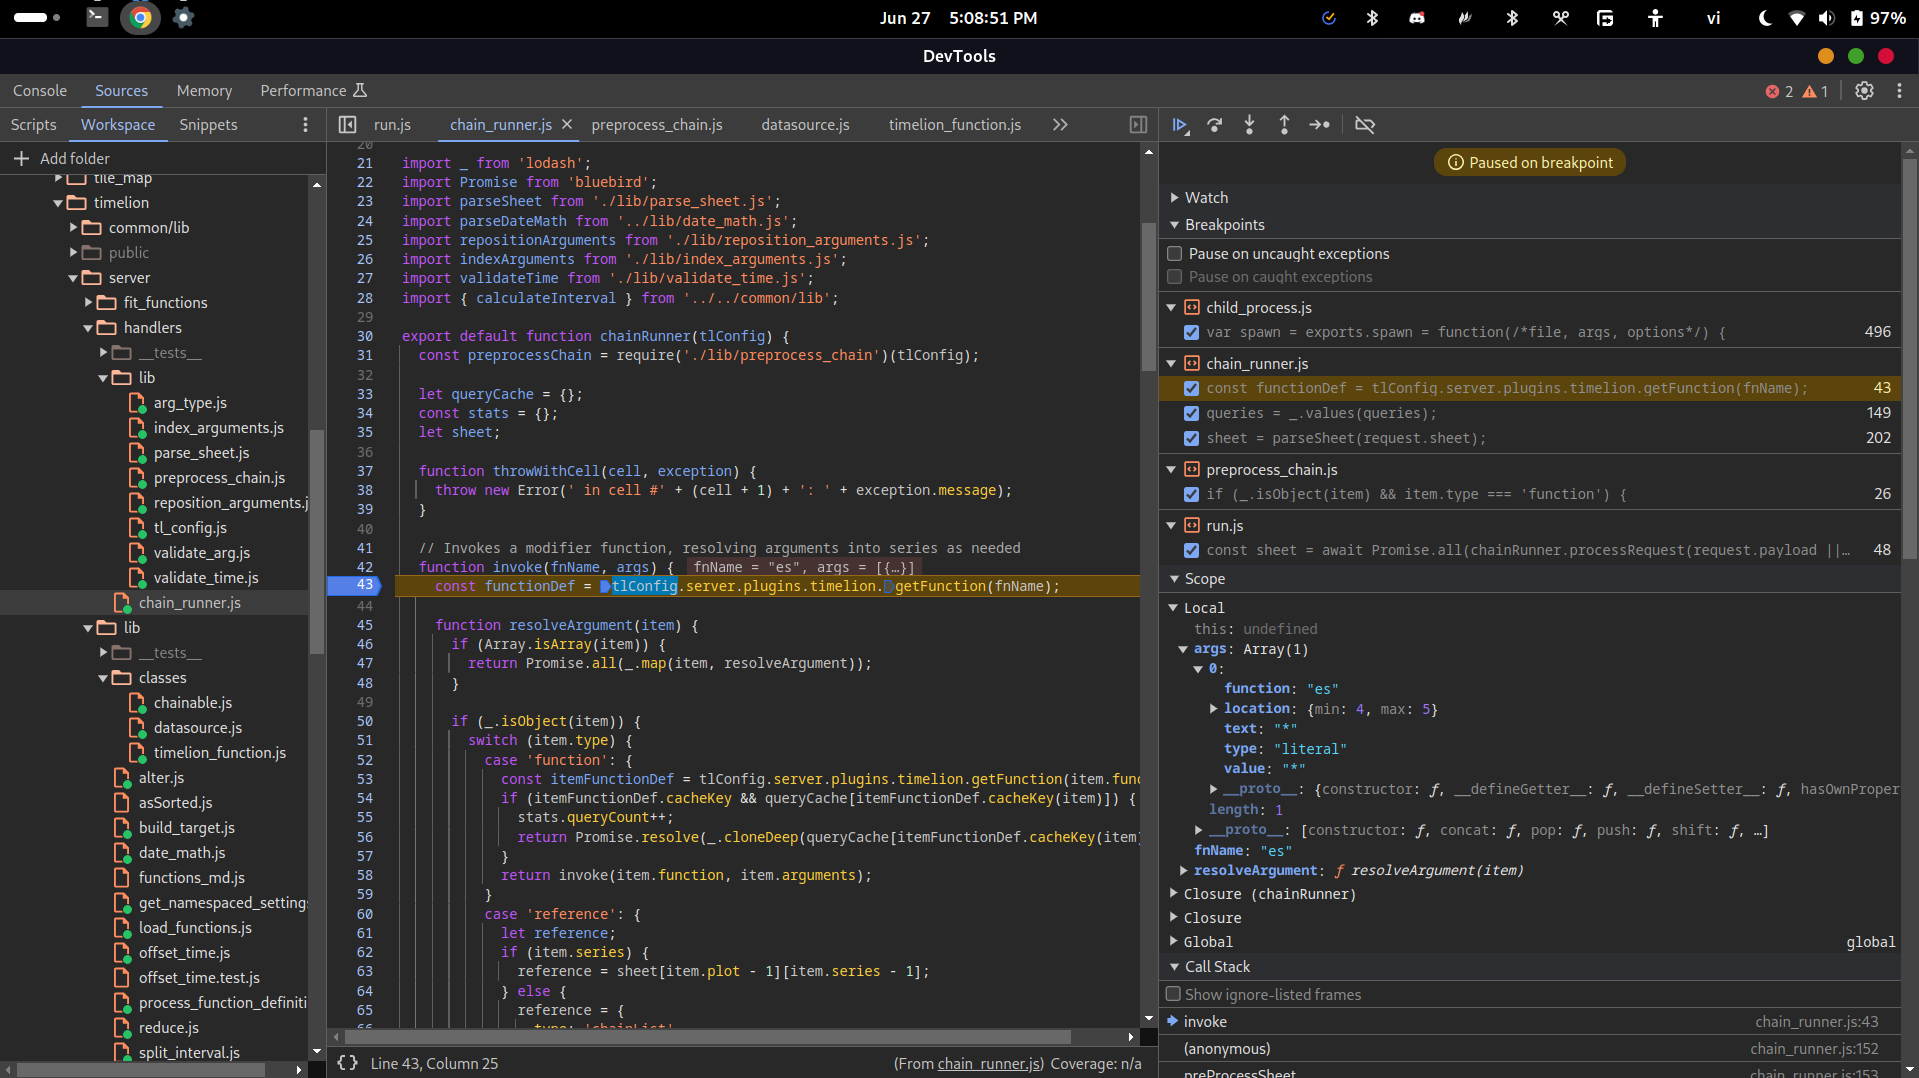 Jun 27 5:08:51 PM
vi
97%
DevTools
Console Sources Memory Performance
2 1
Scripts Workspace Snippets
run.js chain_runner.js preprocess_chain.js datasource.js timelion_function.js
Add folder
tile_map
timelion
common/lib
public
server
fit_functions
handlers
__tests__
lib
arg_type.js
index_arguments.js
parse_sheet.js
preprocess_chain.js
reposition_arguments.j
tl_config.js
validate_arg.js
validate_time.js
chain_runner.js
lib
__tests__
classes
chainable.js
datasource.js
timelion_function.js
alter.js
asSorted.js
build_target.js
date_math.js
functions_md.js
get_namespaced_settings
load_functions.js
offset_time.js
offset_time.test.js
process_function_definiti
reduce.js
split_interval.js
20
21 import _ from 'lodash';
22 import Promise from 'bluebird';
23 import parseSheet from './lib/parse_sheet.js';
24 import parseDateMath from '../lib/date_math.js';
25 import repositionArguments from './lib/reposition_arguments.js';
26 import indexArguments from './lib/index_arguments.js';
27 import validateTime from './lib/validate_time.js';
28 import { calculateInterval } from '../../common/lib';
29
30 export default function chainRunner(tlConfig) {
31 const preprocessChain = require('./lib/preprocess_chain')(tlConfig);
32
33 let queryCache = {};
34 const stats = {};
35 let sheet;
36
37 function throwWithCell(cell, exception) {
38 throw new Error(' in cell #' + (cell + 1) + ': ' + exception.message);
39 }
40
41 // Invokes a modifier function, resolving arguments into series as needed
42 function invoke(fnName, args) { fnName = "es", args = [{…}]
43 const functionDef = tlConfig.server.plugins.timelion.getFunction(fnName);
44
45 function resolveArgument(item) {
46 if (Array.isArray(item)) {
47 return Promise.all(_.map(item, resolveArgument));
48 }
49
50 if (_.isObject(item)) {
51 switch (item.type) {
52 case 'function': {
53 const itemFunctionDef = tlConfig.server.plugins.timelion.getFunction(item.func
54 if (itemFunctionDef.cacheKey && queryCache[itemFunctionDef.cacheKey(item)]) {
55 stats.queryCount++;
56 return Promise.resolve(_.cloneDeep(queryCache[itemFunctionDef.cacheKey(item)
57 }
58 return invoke(item.function, item.arguments);
59 }
60 case 'reference': {
61 let reference;
62 if (item.series) {
63 reference = sheet[item.plot - 1][item.series - 1];
64 } else {
65 reference = {
66 type: 'chainList'
{ } Line 43, Column 25 (From chain_runner.js) Coverage: n/a
Paused on breakpoint
Watch
Breakpoints
Pause on uncaught exceptions
Pause on caught exceptions
child_process.js
var spawn = exports.spawn = function(/*file, args, options*/) { 496
chain_runner.js
const functionDef = tlConfig.server.plugins.timelion.getFunction(fnName); 43
queries = _.values(queries); 149
sheet = parseSheet(request.sheet); 202
preprocess_chain.js
if (_.isObject(item) && item.type === 'function') { 26
run.js
const sheet = await Promise.all(chainRunner.processRequest(request.payload ||… 48
Scope
Local
this: undefined
args: Array(1)
0:
function: "es"
location: {min: 4, max: 5}
text: "*"
type: "literal"
value: "*"
__proto__: {constructor: ƒ, __defineGetter__: ƒ, __defineSetter__: ƒ, hasOwnProper
length: 1
__proto__: [constructor: ƒ, concat: ƒ, pop: ƒ, push: ƒ, shift: ƒ, …]
fnName: "es"
resolveArgument: ƒ resolveArgument(item)
Closure (chainRunner)
Closure
Global global
Call Stack
Show ignore-listed frames
invoke chain_runner.js:43
(anonymous) chain_runner.js:152
preProcessSheet chain_runner.js:153